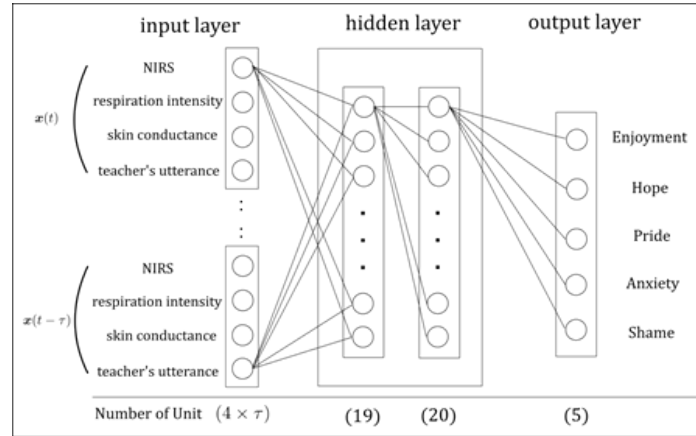 input layer hidden layer output layer
NIRS
respiration intensity
x(t)
skin conductance
teacher's utterance
Enjoyment
Hope
Pride
Anxiety
Shame
NIRS
respiration intensity
x(t − τ)
skin conductance
teacher's utterance
Number of Unit (4 × τ) (19) (20) (5)